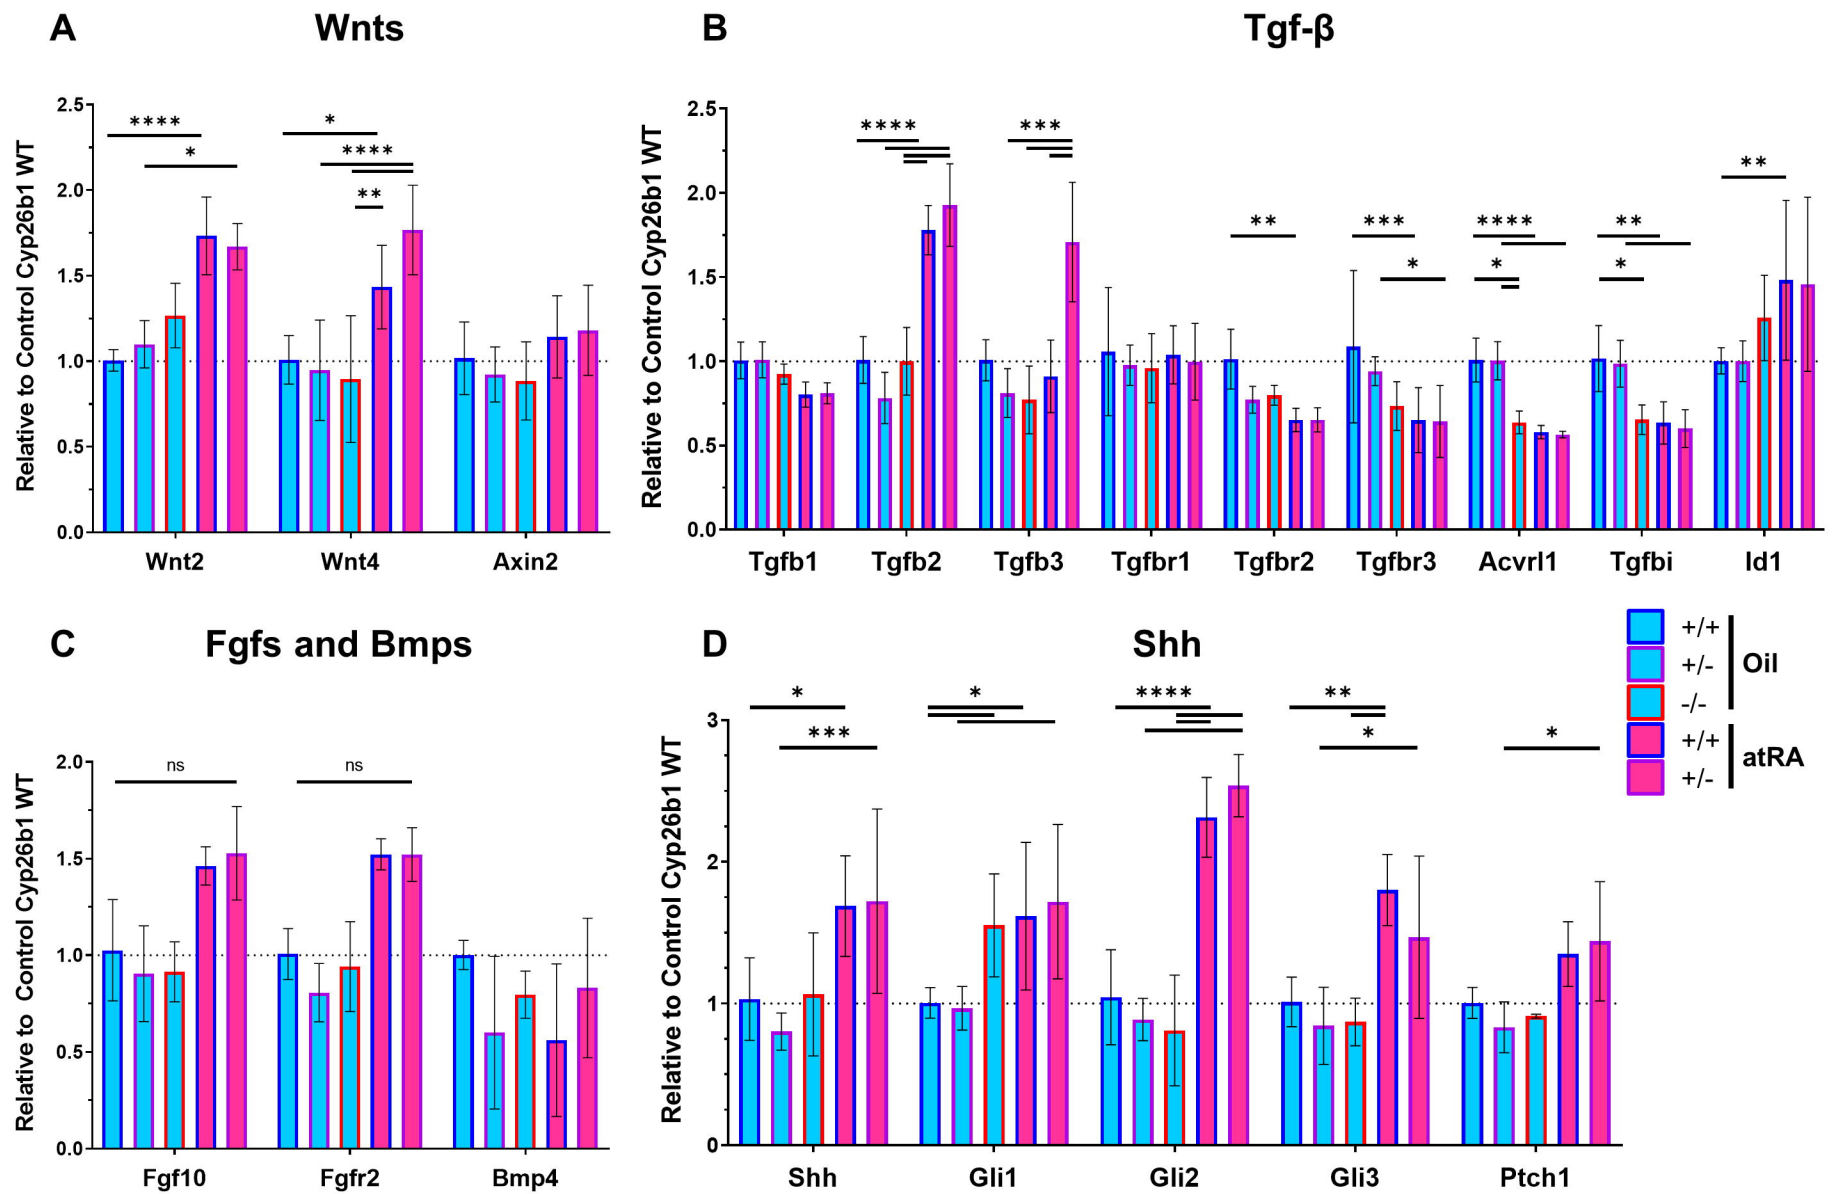 A Wnts
Relative to Control Cyp26b1 WT
2.5
2.0
1.5
1.0
0.5
0.0
**** * * **** **
Wnt2 Wnt4 Axin2
B Tgf-β
Relative to Control Cyp26b1 WT
2.5
2.0
1.5
1.0
0.5
0.0
**** *** ** *** * **** * ** * **
Tgfb1 Tgfb2 Tgfb3 Tgfbr1 Tgfbr2 Tgfbr3 Acvrl1 Tgfbi Id1
C Fgfs and Bmps
Relative to Control Cyp26b1 WT
2.0
1.5
1.0
0.5
0.0
ns ns
Fgf10 Fgfr2 Bmp4
D Shh
Relative to Control Cyp26b1 WT
3
2
1
0
* *** * **** ** * *
Shh Gli1 Gli2 Gli3 Ptch1
+/+
+/- Oil
-/-
+/+
+/- atRA